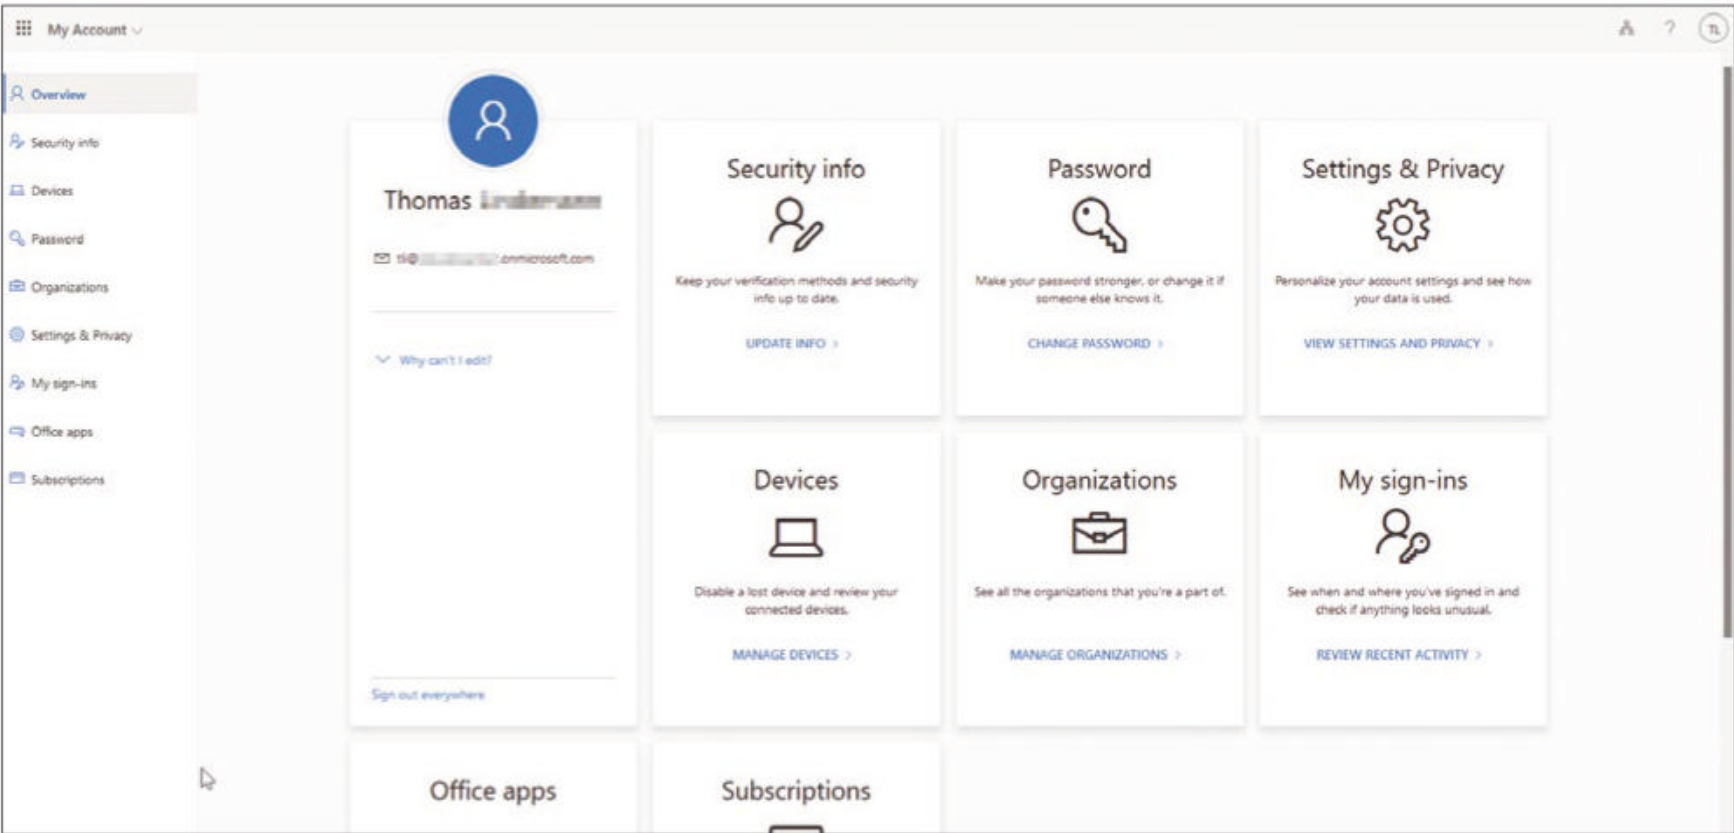 My Account
TL
Overview
Security info
Devices
Password
Organizations
Settings & Privacy
My sign-ins
Office apps
Subscriptions
Thomas
tli@ .onmicrosoft.com
Why can't I edit?
Sign out everywhere
Security info
Keep your verification methods and security
info up to date.
UPDATE INFO >
Password
Make your password stronger, or change it if
someone else knows it.
CHANGE PASSWORD >
Settings & Privacy
Personalize your account settings and see how
your data is used.
VIEW SETTINGS AND PRIVACY >
Devices
Disable a lost device and review your
connected devices.
MANAGE DEVICES >
Organizations
See all the organizations that you're a part of.
MANAGE ORGANIZATIONS >
My sign-ins
See when and where you've signed in and
check if anything looks unusual.
REVIEW RECENT ACTIVITY >
Office apps
Subscriptions